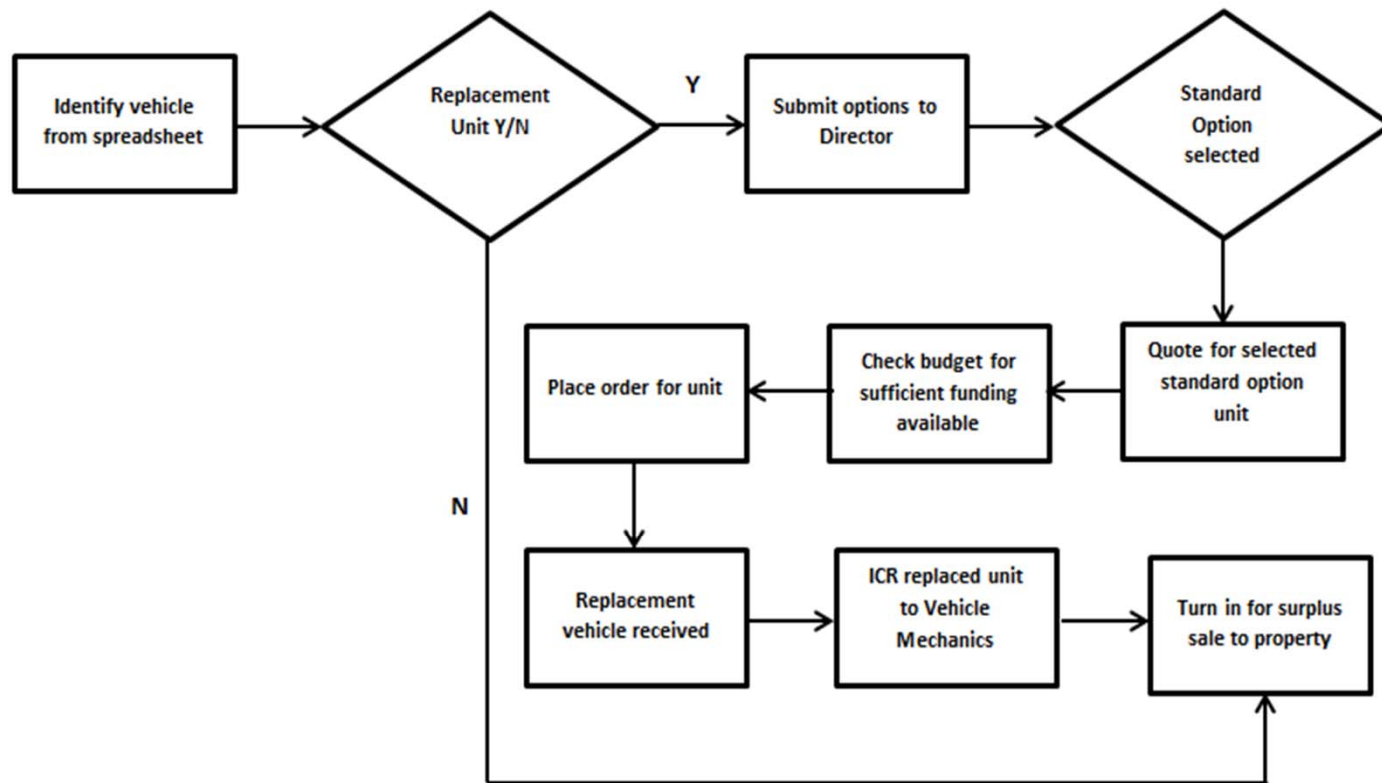 Identify vehicle
from spreadsheet
Replacement
Unit Y/N
Y
Submit options to
Director
Standard
Option
selected
Quote for selected
standard option
unit
Check budget for
sufficient funding
available
Place order for unit
N
Replacement
vehicle received
ICR replaced unit
to Vehicle
Mechanics
Turn in for surplus
sale to property